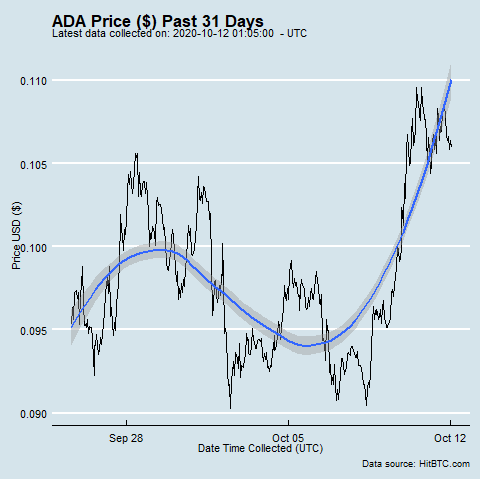 ADA Price ($) Past 31 Days
Latest data collected on: 2020-10-12 01:05:00 - UTC
0.110
0.105
0.100
0.095
0.090
Price USD ($)
Sep 28 Oct 05 Oct 12
Date Time Collected (UTC)
Data source: HitBTC.com